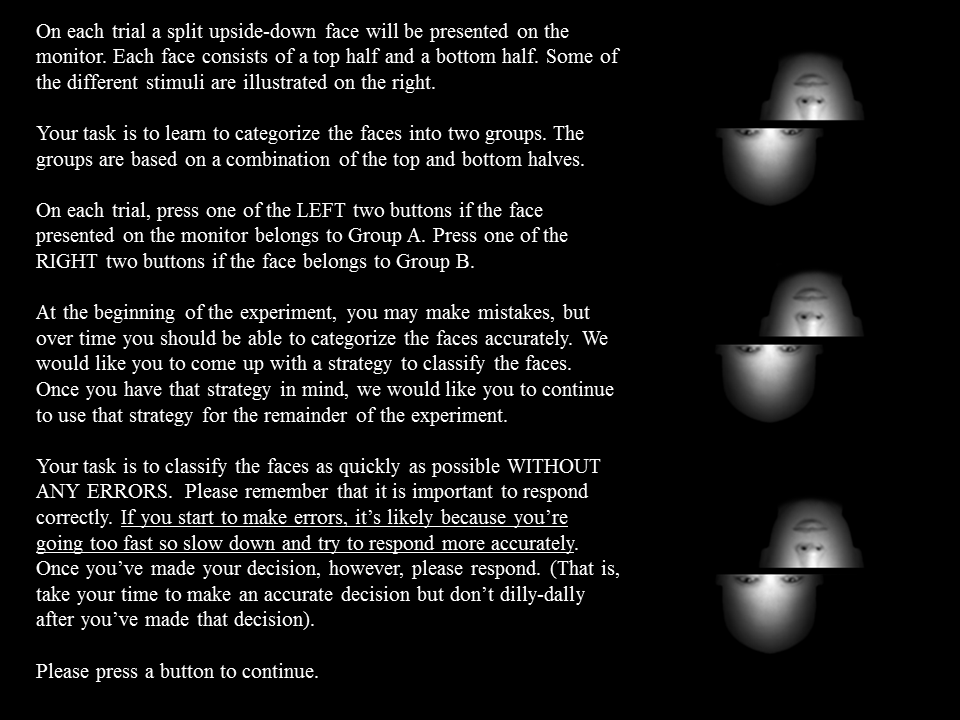 On each trial a split upside-down face will be presented on the
monitor. Each face consists of a top half and a bottom half. Some of
the different stimuli are illustrated on the right.
Your task is to learn to categorize the faces into two groups. The
groups are based on a combination of the top and bottom halves.
On each trial, press one of the LEFT two buttons if the face
presented on the monitor belongs to Group A. Press one of the
RIGHT two buttons if the face belongs to Group B.
At the beginning of the experiment, you may make mistakes, but
over time you should be able to categorize the faces accurately. We
would like you to come up with a strategy to classify the faces.
Once you have that strategy in mind, we would like you to continue
to use that strategy for the remainder of the experiment.
Your task is to classify the faces as quickly as possible WITHOUT
ANY ERRORS. Please remember that it is important to respond
correctly. If you start to make errors, it’s likely because you’re
going too fast so slow down and try to respond more accurately.
Once you’ve made your decision, however, please respond. (That is,
take your time to make an accurate decision but don’t dilly-dally
after you’ve made that decision).
Please press a button to continue.